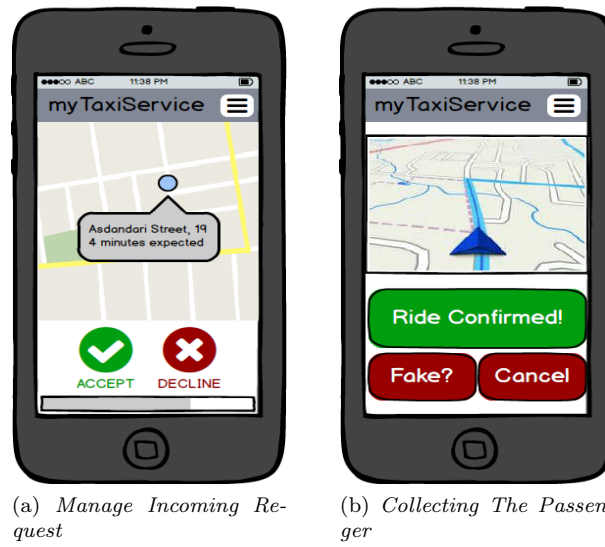 ●●●○○ ABC 11:38 PM
myTaxiService
Asdandari Street, 19
4 minutes expected
ACCEPT DECLINE
(a) Manage Incoming Re-
quest
●●●○○ ABC 11:38 PM
myTaxiService
Ride Confirmed!
Fake? Cancel
(b) Collecting The Passen-
ger